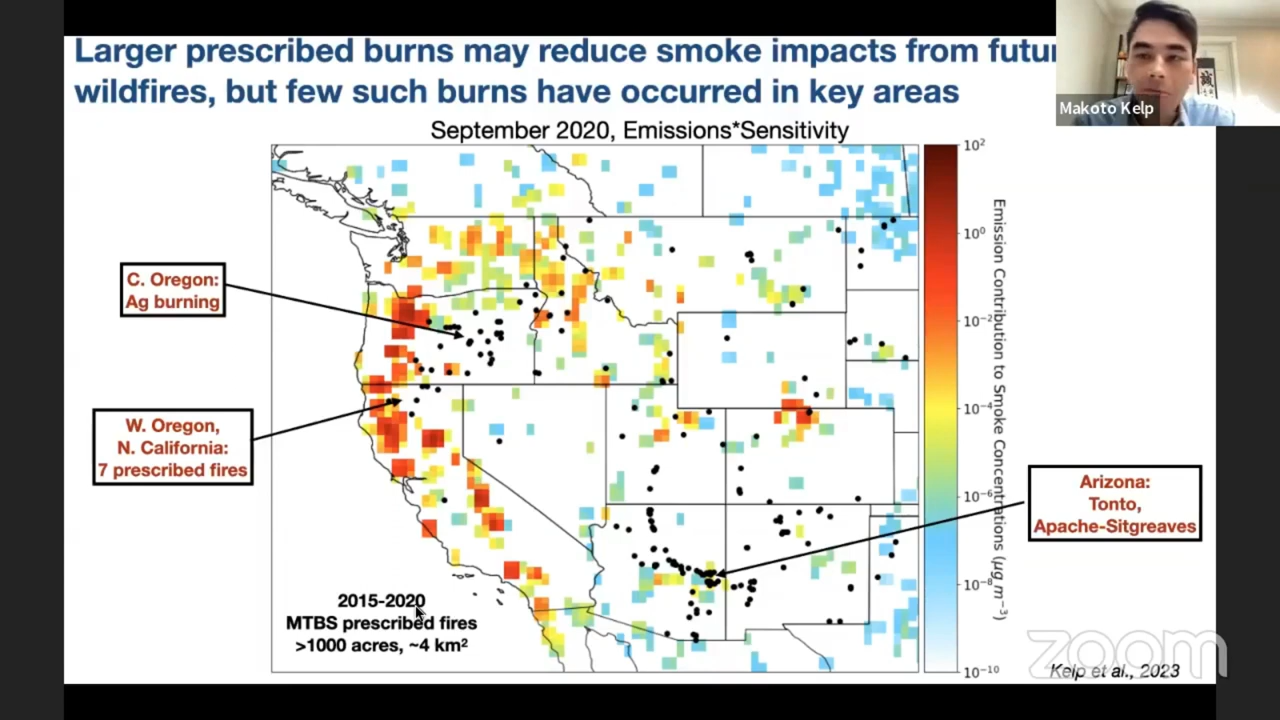 Larger prescribed burns may reduce smoke impacts from futu
wildfires, but few such burns have occurred in key areas
Makoto Kelp
September 2020, Emissions*Sensitivity
C. Oregon:
Ag burning
W. Oregon,
N. California:
7 prescribed fires
Arizona:
Tonto,
Apache-Sitgreaves
2015-2020
MTBS prescribed fires
>1000 acres, ~4 km²
10²
10⁰
10⁻²
10⁻⁴
10⁻⁶
10⁻⁸
10⁻¹⁰
Emission Contribution to Smoke Concentrations (μg m⁻³)
zoom
Kelp et al., 2023